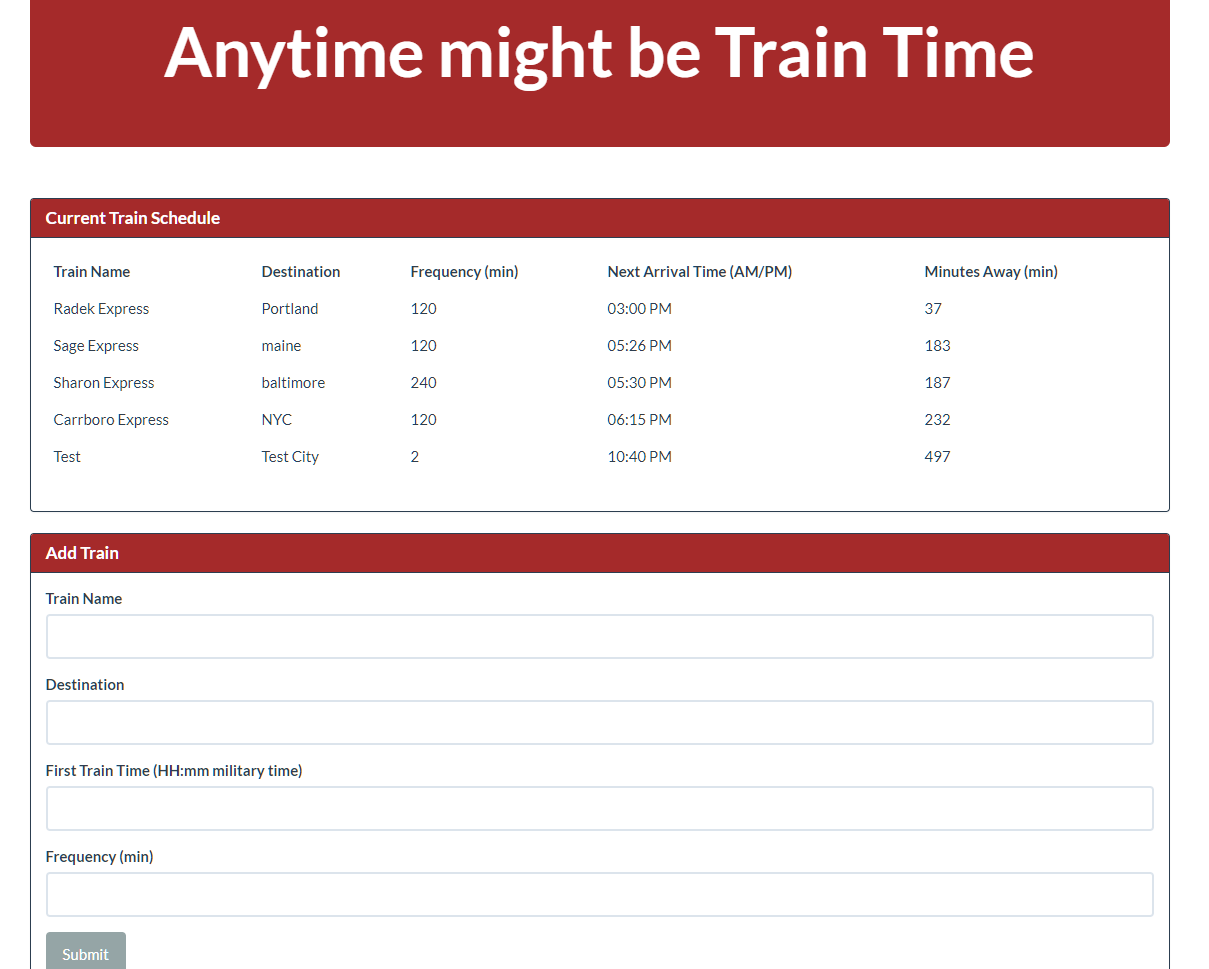 Anytime might be Train Time
Current Train Schedule
Train Name Destination Frequency (min) Next Arrival Time (AM/PM) Minutes Away (min)
Radek Express Portland 120 03:00 PM 37
Sage Express maine 120 05:26 PM 183
Sharon Express baltimore 240 05:30 PM 187
Carrboro Express NYC 120 06:15 PM 232
Test Test City 2 10:40 PM 497
Add Train
Train Name
Destination
First Train Time (HH:mm military time)
Frequency (min)
Submit